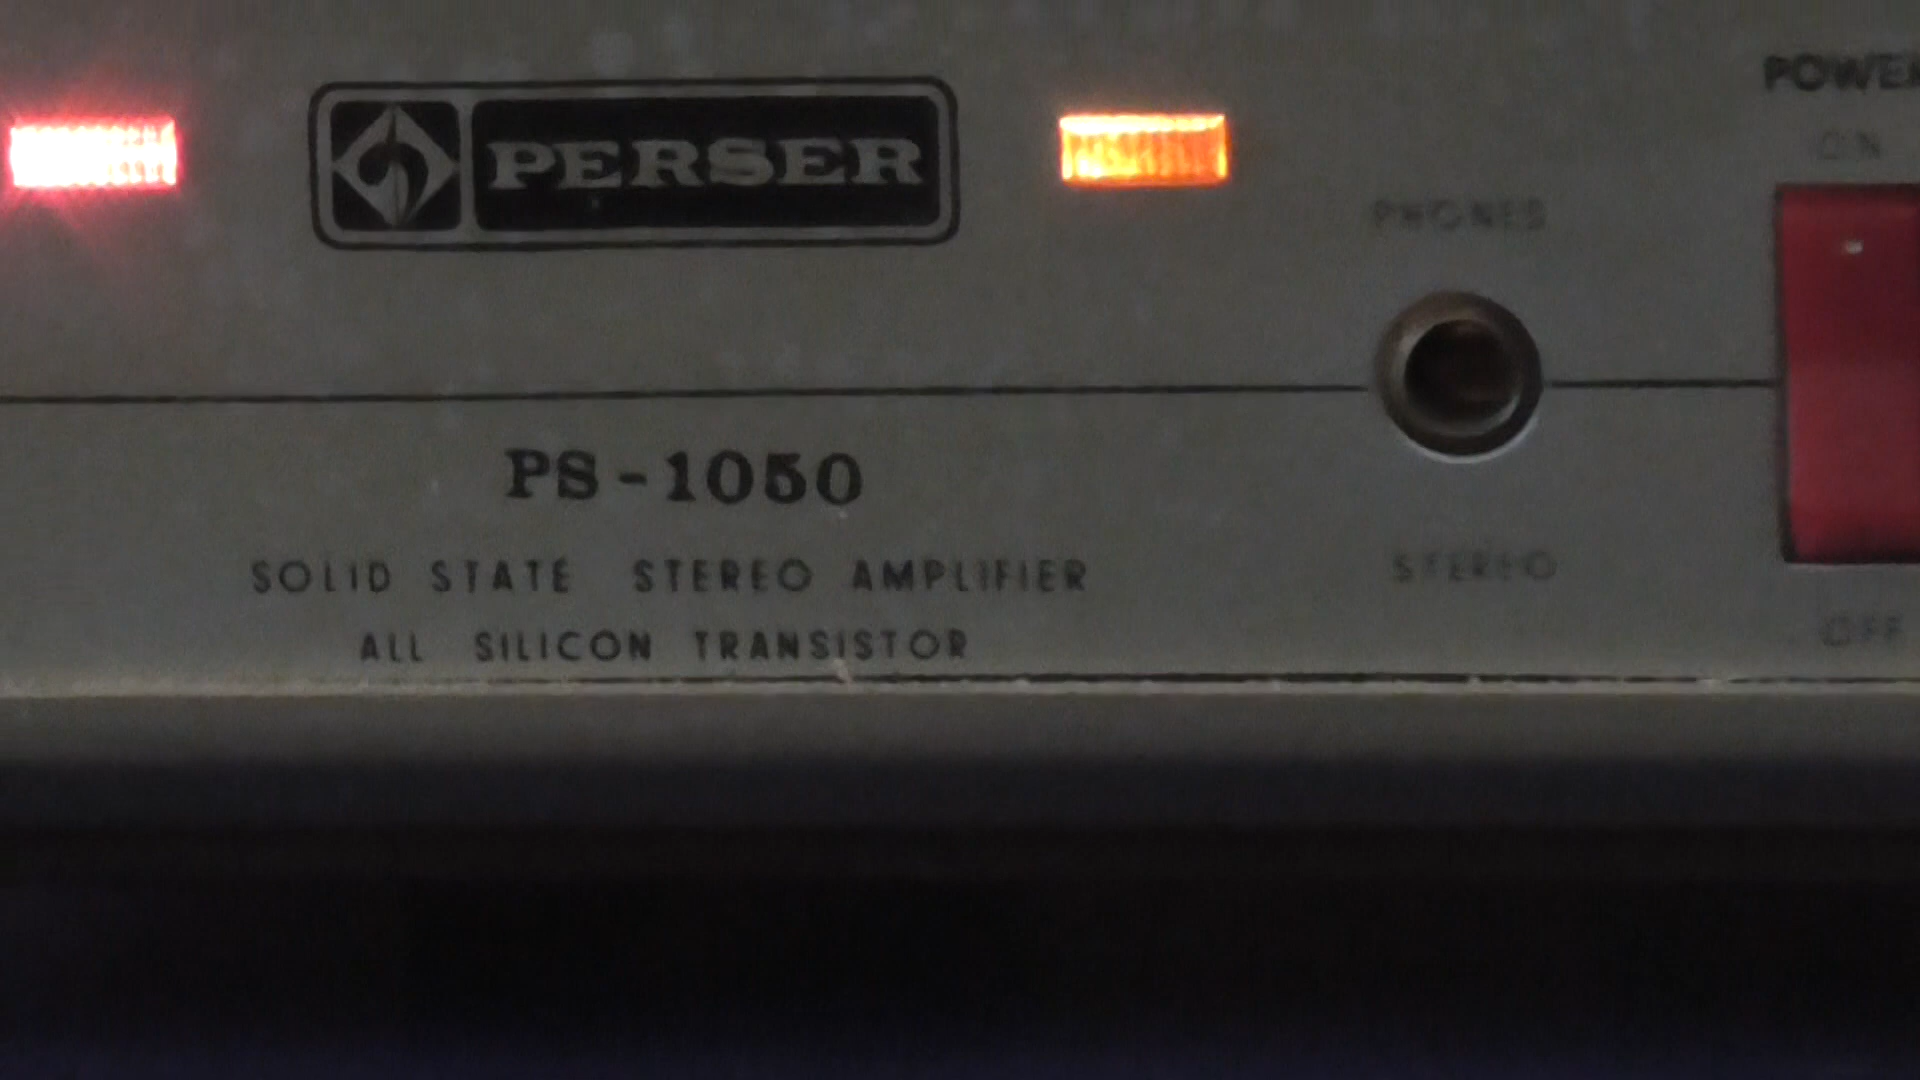 POWER
ON
PERSER
PHONES
PS-1050
SOLID STATE STEREO AMPLIFIER
STEREO
OFF
ALL SILICON TRANSISTOR